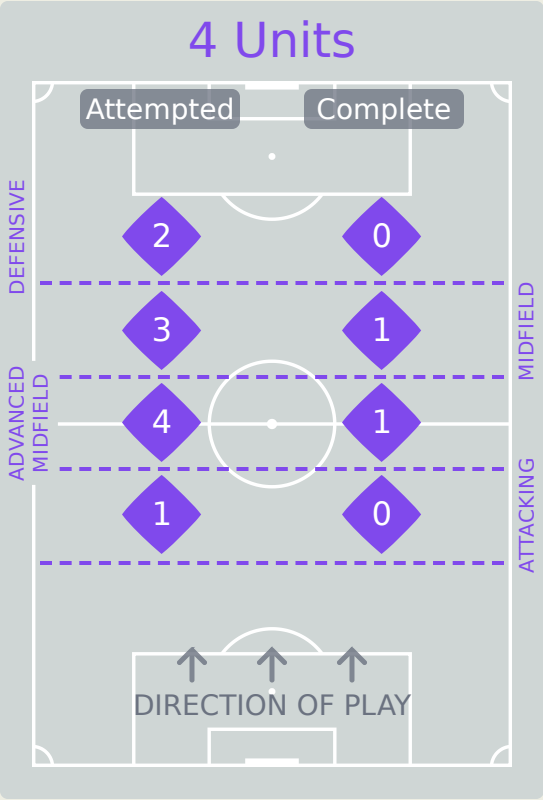 4 Units
Attempted Complete
DEFENSIVE
2 0
MIDFIELD
3 1
ADVANCED
MIDFIELD
4 1
ATTACKING
1 0
DIRECTION OF PLAY